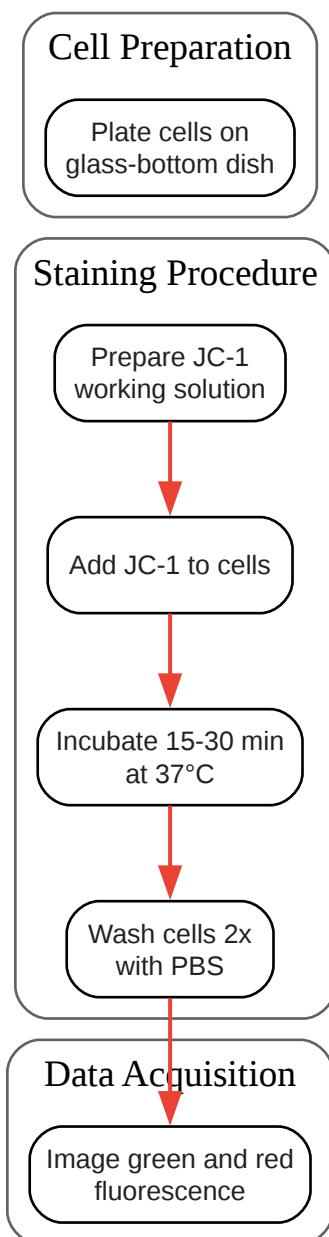 Cell Preparation
Plate cells on
glass-bottom dish
Staining Procedure
Prepare JC-1
working solution
Add JC-1 to cells
Incubate 15-30 min
at 37°C
Wash cells 2x
with PBS
Data Acquisition
Image green and red
fluorescence